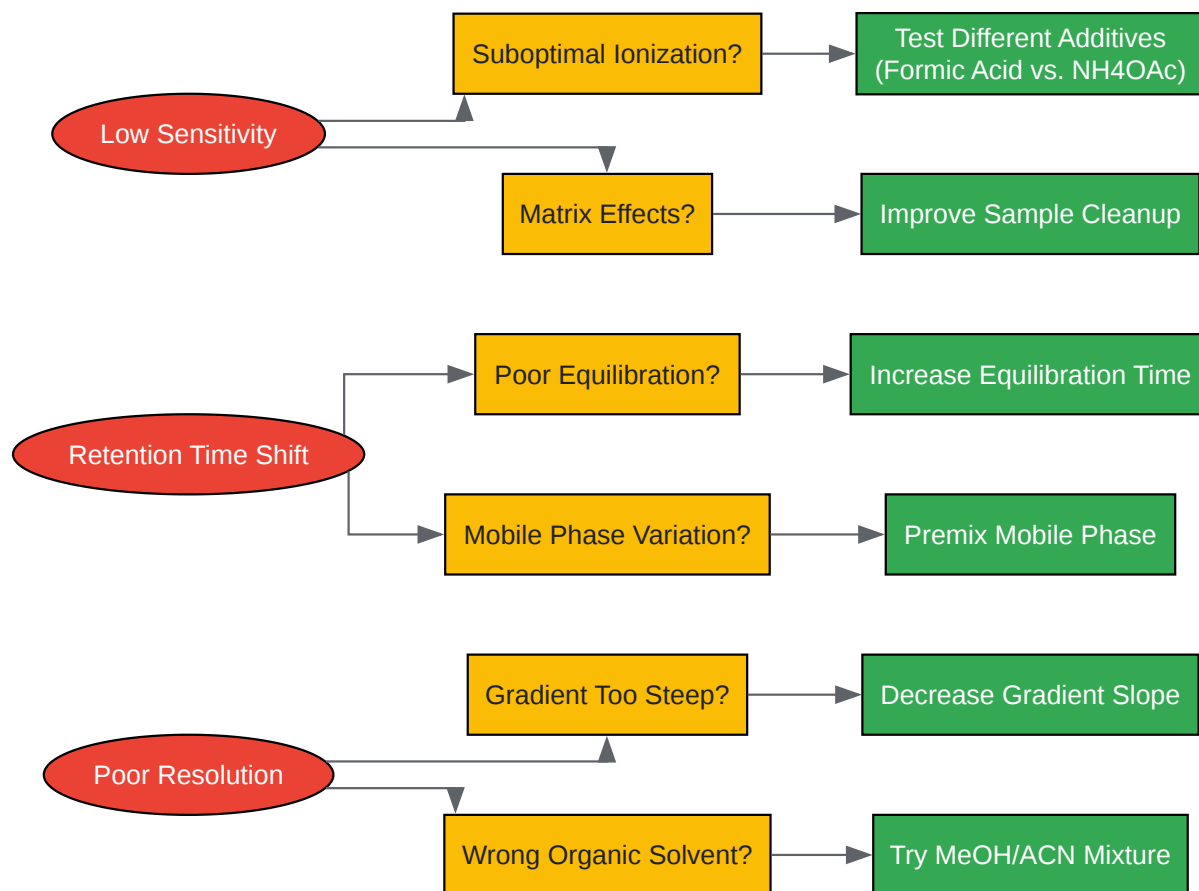 Suboptimal Ionization?
Test Different Additives
(Formic Acid vs. NH4OAc)
Low Sensitivity
Matrix Effects?
Improve Sample Cleanup
Poor Equilibration?
Increase Equilibration Time
Retention Time Shift
Mobile Phase Variation?
Premix Mobile Phase
Gradient Too Steep?
Decrease Gradient Slope
Poor Resolution
Wrong Organic Solvent?
Try MeOH/ACN Mixture